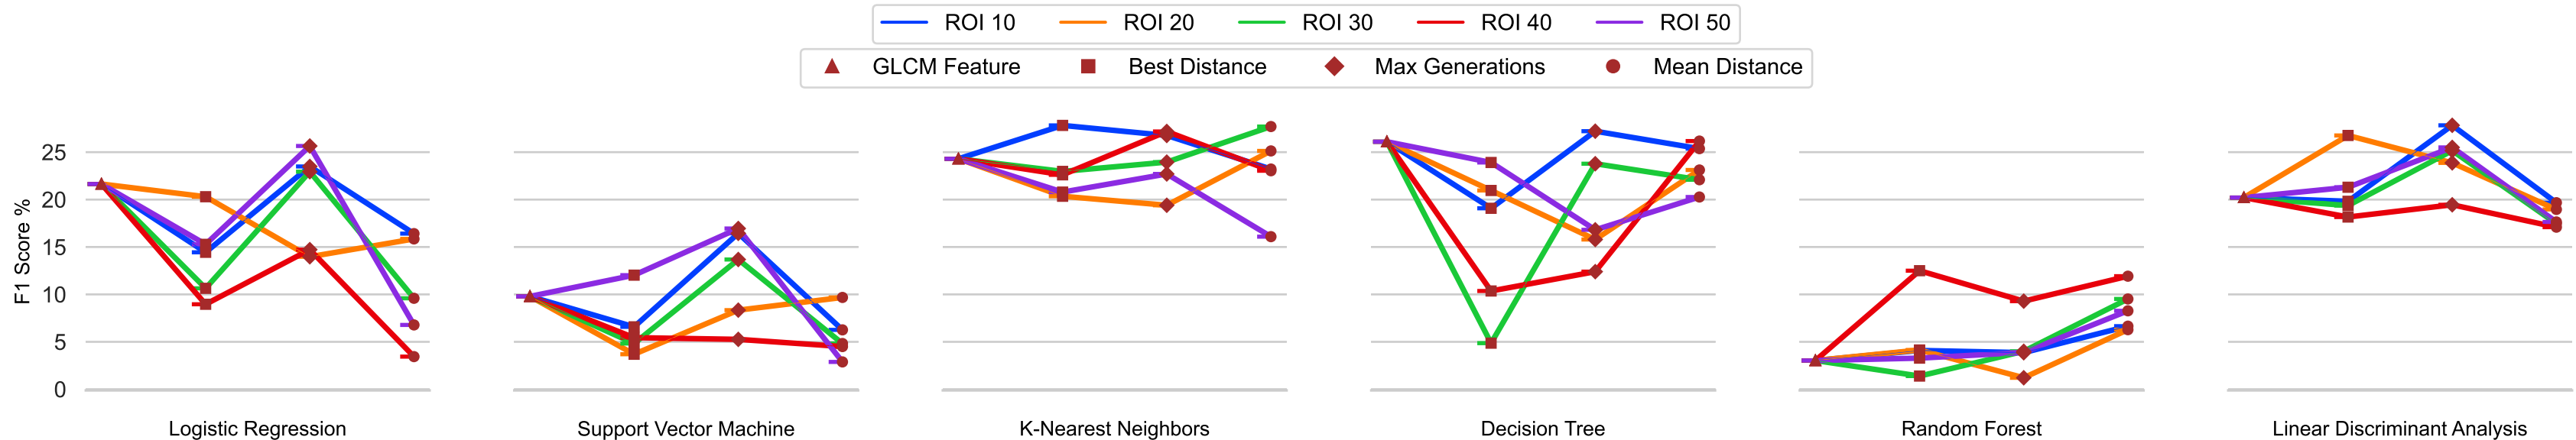 ROI 10 ROI 20 ROI 30 ROI 40 ROI 50
GLCM Feature Best Distance Max Generations Mean Distance
F1 Score %
25
20
15
10
5
0
Logistic Regression Support Vector Machine K-Nearest Neighbors Decision Tree Random Forest Linear Discriminant Analysis